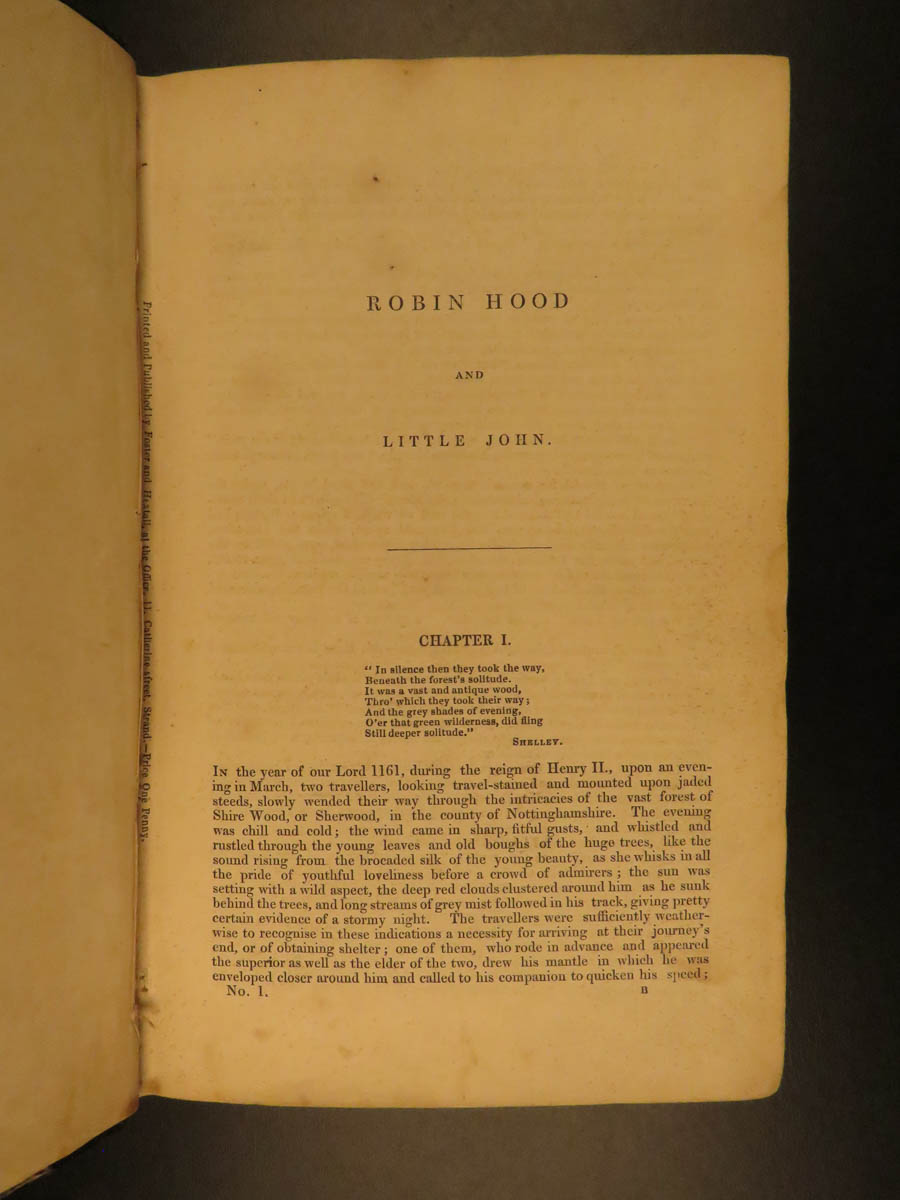 ROBIN HOOD
AND
LITTLE JOHN.
CHAPTER I.
“ In silence then they took the way,
Beneath the forest's solitude.
It was a vast and antique wood,
Thro' which they took their way ;
And the grey shades of evening,
O'er that green wilderness, did fling
Still deeper solitude.”
SHELLEY.
IN the year of our Lord 1161, during the reign of Henry II., upon an even-
ing in March, two travellers, looking travel-stained and mounted upon jaded
steeds, slowly wended their way through the intricacies of the vast forest of
Shire Wood, or Sherwood, in the county of Nottinghamshire. The evening
was chill and cold ; the wind came in sharp, fitful gusts, and whistled and
rustled through the young leaves and old boughs of the huge trees, like the
sound rising from the brocaded silk of the young beauty, as she whisks in all
the pride of youthful loveliness before a crowd of admirers ; the sun was
setting with a wild aspect, the deep red clouds clustered around him as he sunk
behind the trees, and long streams of grey mist followed in his track, giving pretty
certain evidence of a stormy night. The travellers were sufficiently weather-
wise to recognise in these indications a necessity for arriving at their journey's
end, or of obtaining shelter ; one of them, who rode in advance and appeared
the superior as well as the elder of the two, drew his mantle in which he was
enveloped closer around him and called to his companion to quicken his speed ;
No. 1.
B
Printed and Published by Foster and Hextall, at the Office, 11, Catherine street, Strand.—Price One Penny.